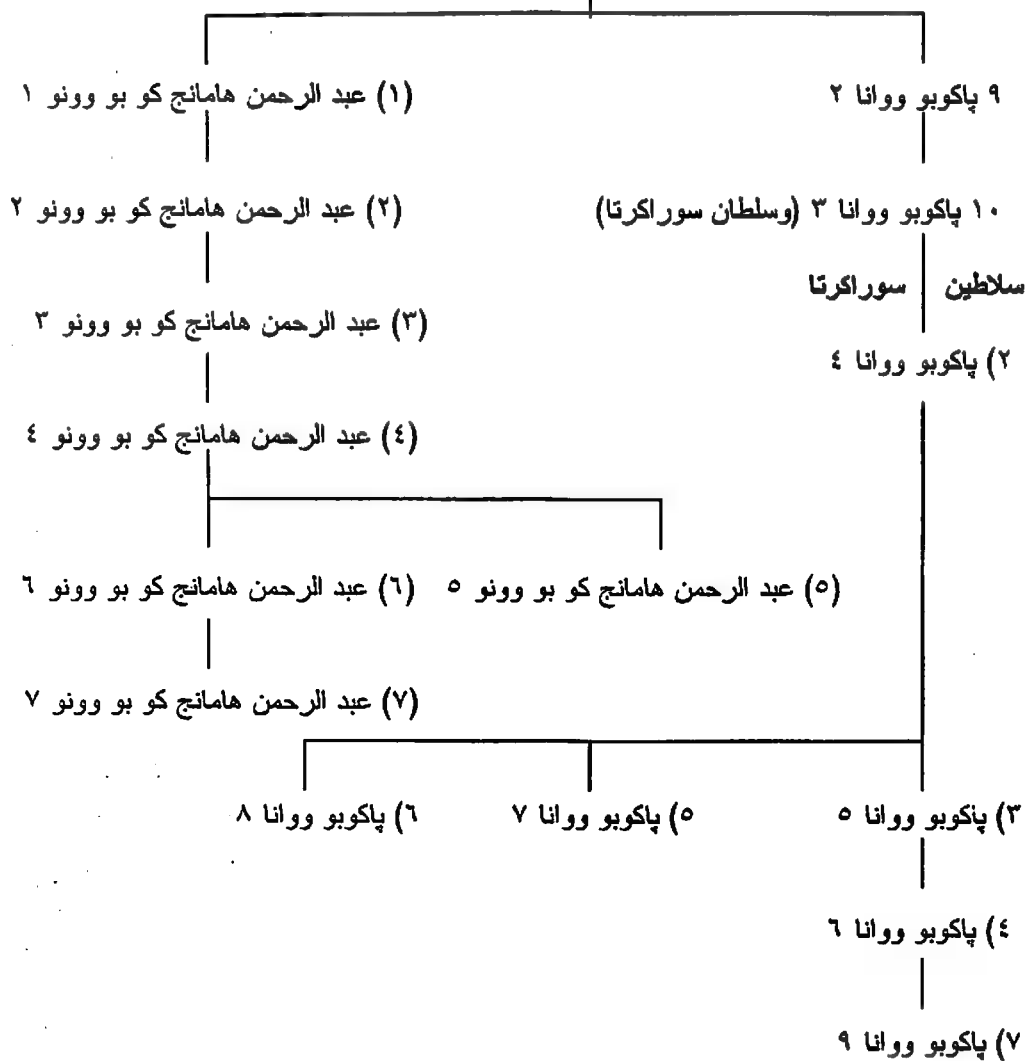 ٩ پاكوبو ووانا ٢ (١) عبد الرحمن هامانج كو بو وونو ١
١٠ پاكوبو ووانا ٣ (وسلطان سوراكرتا) (٢) عبد الرحمن هامانج كو بو وونو ٢
سلاطين سوراكرتا
(٣) عبد الرحمن هامانج كو بو وونو ٣
٢) پاكوبو ووانا ٤
(٤) عبد الرحمن هامانج كو بو وونو ٤
(٥) عبد الرحمن هامانج كو بو وونو ٥ (٦) عبد الرحمن هامانج كو بو وونو ٦
(٧) عبد الرحمن هامانج كو بو وونو ٧
٣) پاكوبو ووانا ٥ ٥) پاكوبو ووانا ٧ ٦) پاكوبو ووانا ٨
٤) پاكوبو ووانا ٦
٧) پاكوبو ووانا ٩